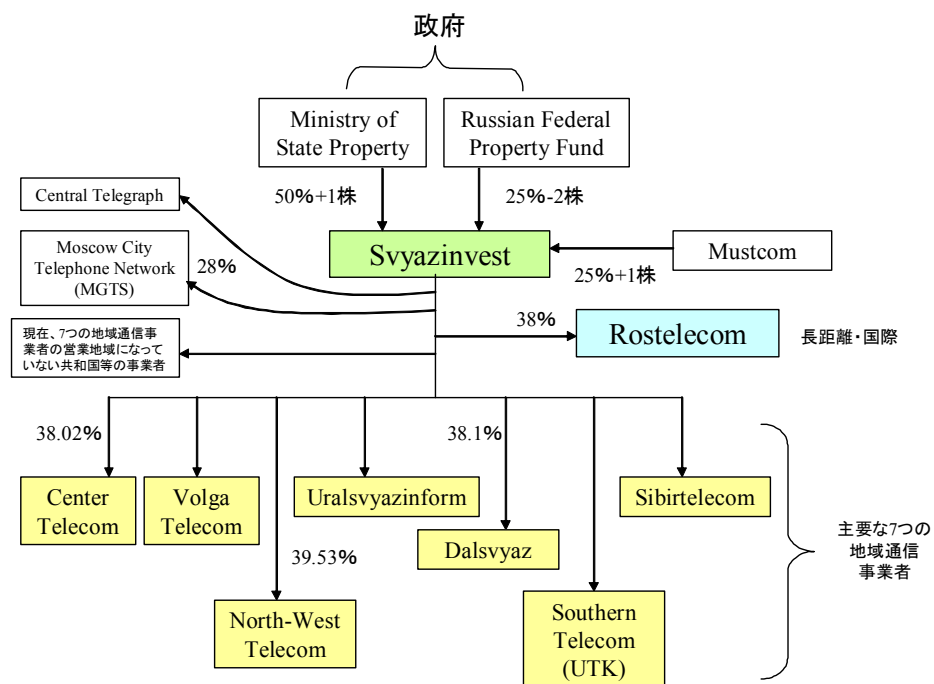 政府
Ministry of
State Property
Russian Federal
Property Fund
50%+1株
25%-2株
Central Telegraph
Moscow City
Telephone Network
(MGTS)
28%
Svyazinvest
Mustcom
25%+1株
現在、7つの地域通信事
業者の営業地域になって
いない共和国等の事業者
38%
Rostelecom
長距離・国際
38.02%
38.1%
Center
Telecom
Volga
Telecom
Uralsvyazinform
Sibirtelecom
Dalsvyaz
39.53%
North-West
Telecom
Southern
Telecom
(UTK)
主要な7つの
地域通信
事業者